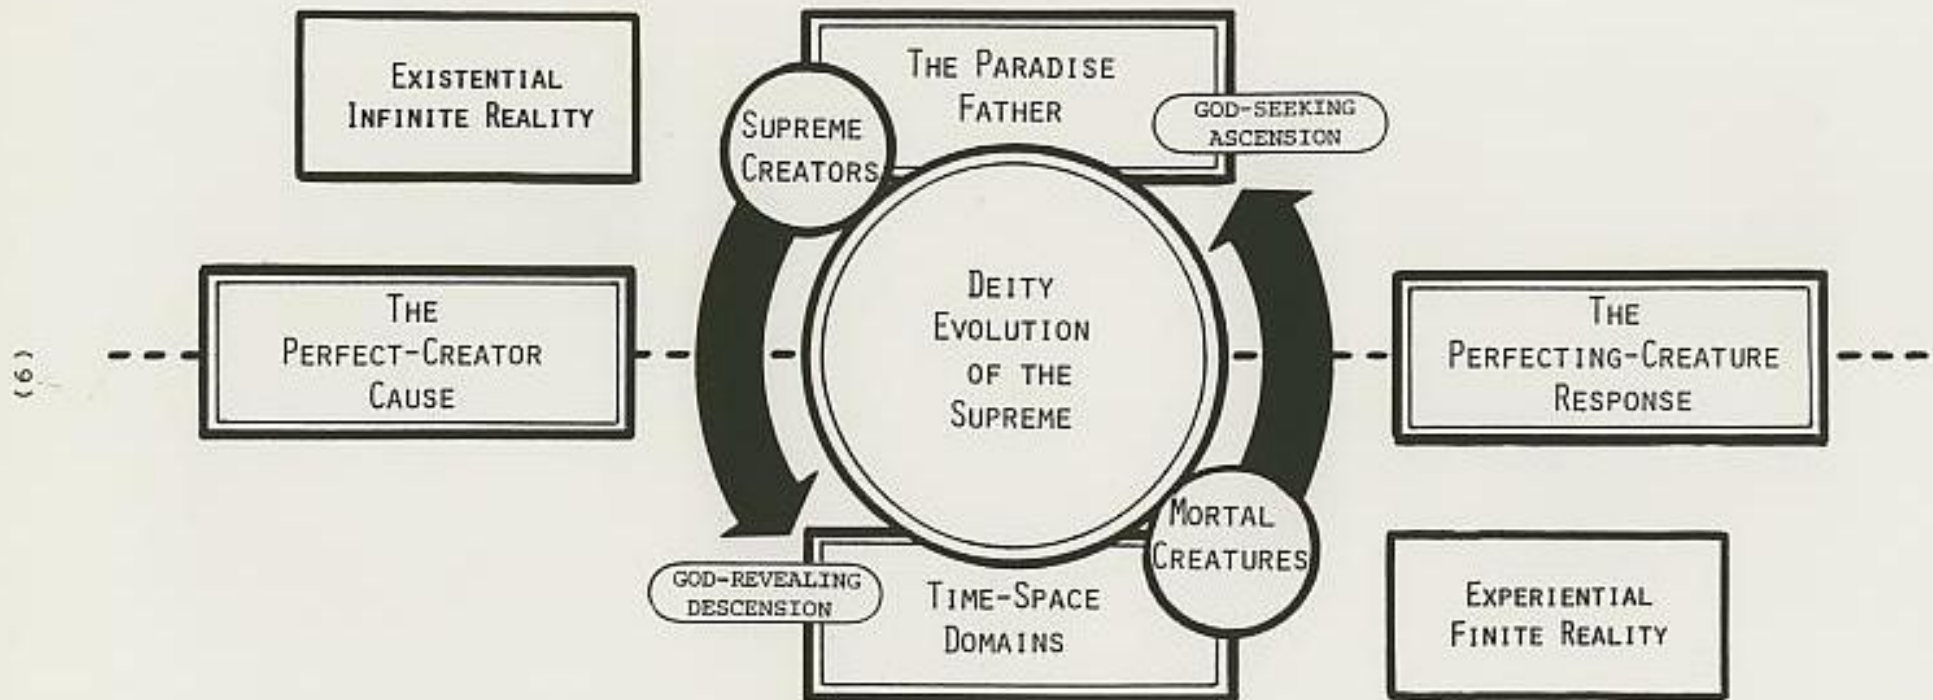 EXISTENTIAL
INFINITE REALITY
THE PARADISE
FATHER
SUPREME
CREATORS
GOD-SEEKING
ASCENSION
THE
PERFECT-CREATOR
CAUSE
DEITY
EVOLUTION
OF THE
SUPREME
THE
PERFECTING-CREATURE
RESPONSE
(6)
GOD-REVEALING
DESCENSION
TIME-SPACE
DOMAINS
MORTAL
CREATURES
EXPERIENTIAL
FINITE REALITY